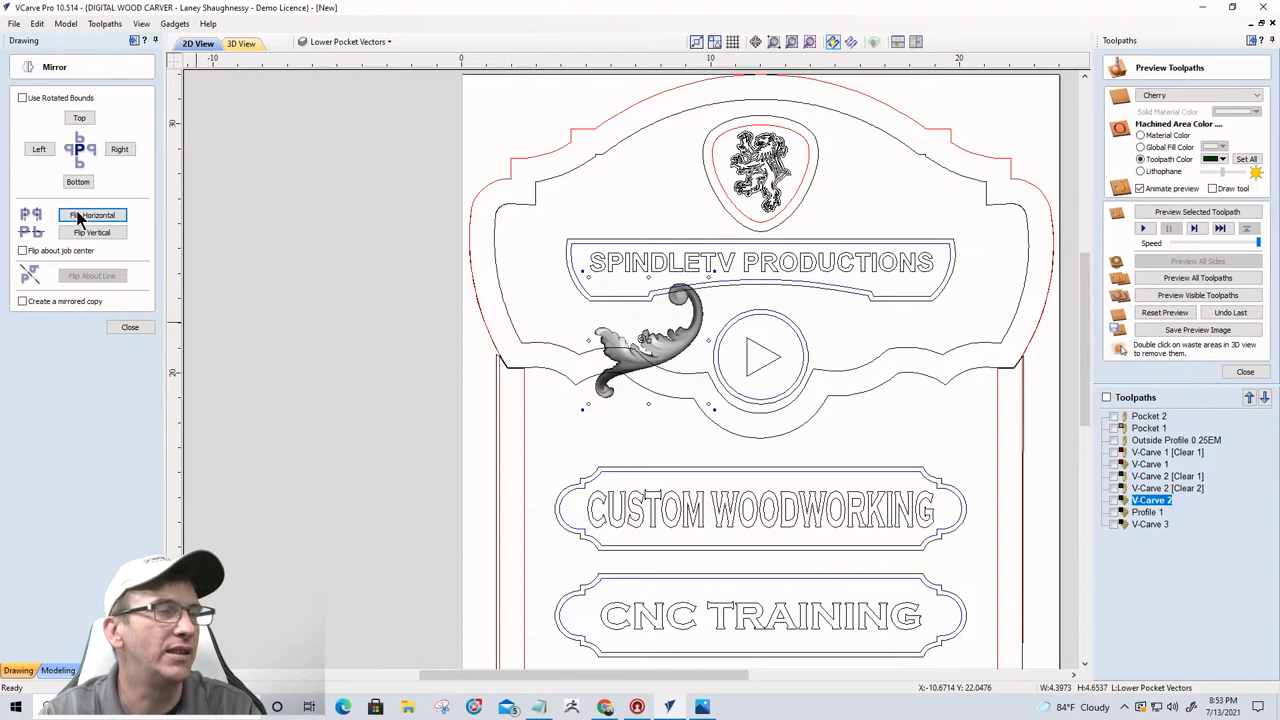 VCarve Pro 10.514 - {DIGITAL WOOD CARVER - Laney Shaughnessy - Demo Licence} - [New]
File Edit Model Toolpaths View Gadgets Help
Drawing
2D View 3D View Lower Pocket Vectors
Toolpaths
-10 0 10 20
Mirror
Use Rotated Bounds
Top
Left Right
Bottom
Flip Horizontal
Flip Vertical
Flip about job center
Flip About Line
Create a mirrored copy
Close
30
20
SPINDLETV PRODUCTIONS
CUSTOM WOODWORKING
CNC TRAINING
Preview Toolpaths
Cherry
Solid Material Color
Machined Area Color ....
Material Color
Global Fill Color
Toolpath Color Set All
Lithophane
Animate preview Draw tool
Preview Selected Toolpath
Speed
Preview All Sides
Preview All Toolpaths
Preview Visible Toolpaths
Reset Preview Undo Last
Save Preview Image
Double click on waste areas in 3D view
to remove them.
Close
Toolpaths
Pocket 2
Pocket 1
Outside Profile 0.25EM
V-Carve 1 [Clear 1]
V-Carve 1
V-Carve 2 [Clear 1]
V-Carve 2 [Clear 2]
V-Carve 2
Profile 1
V-Carve 3
Drawing Modeling
Ready
X:-10.6714 Y: 22.0476 W:4.3973 H:4.6537 L:Lower Pocket Vectors
84°F Cloudy
8:53 PM
7/13/2021